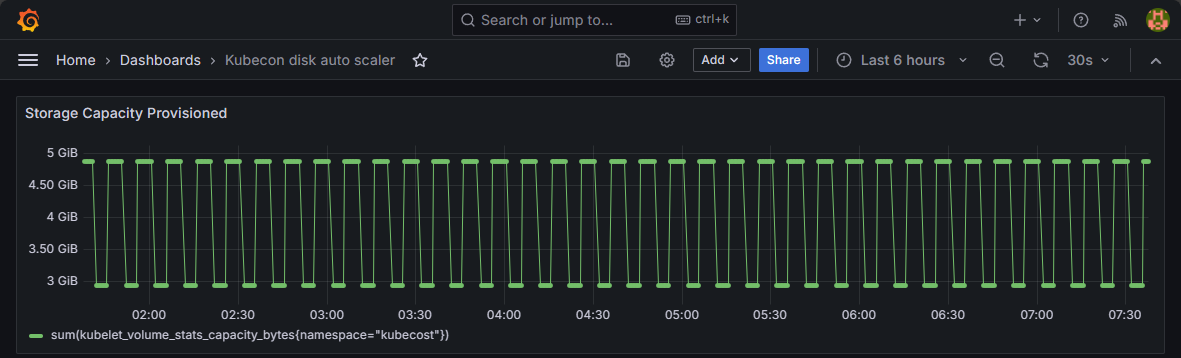 Search or jump to... ctrl+k
Home › Dashboards › Kubecon disk auto scaler Add Share Last 6 hours 30s
Storage Capacity Provisioned
5 GiB
4.50 GiB
4 GiB
3.50 GiB
3 GiB
02:00 02:30 03:00 03:30 04:00 04:30 05:00 05:30 06:00 06:30 07:00 07:30
sum(kubelet_volume_stats_capacity_bytes{namespace="kubecost"})